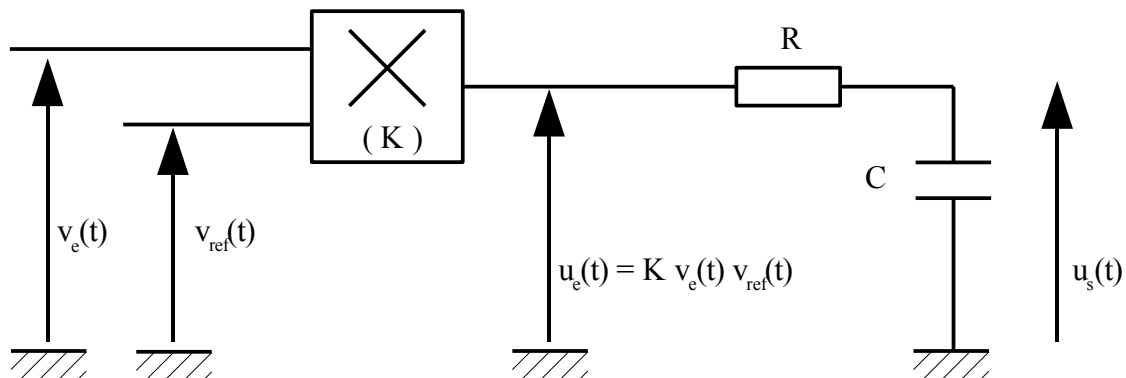 R
( K )
C
v_e(t)
v_ref(t)
u_e(t) = K v_e(t) v_ref(t)
u_s(t)